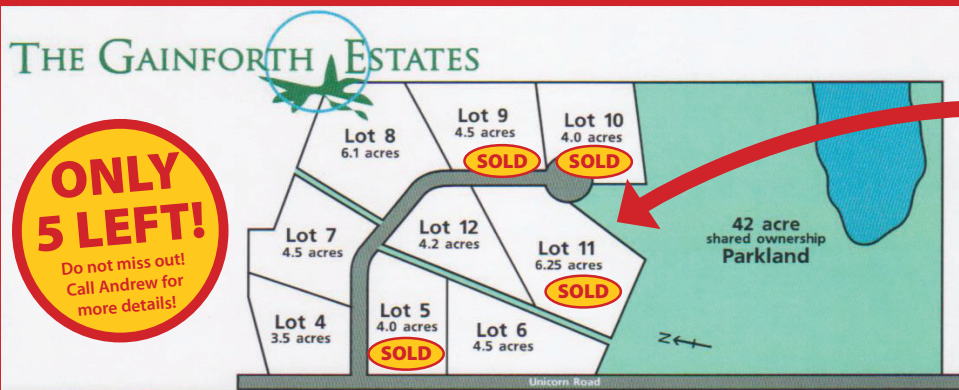 THE GAINFORTH ESTATES
ONLY
5 LEFT!
Do not miss out!
Call Andrew for
more details!
Lot 8
6.1 acres
Lot 9
4.5 acres
SOLD
Lot 10
4.0 acres
SOLD
Lot 7
4.5 acres
Lot 12
4.2 acres
Lot 11
6.25 acres
SOLD
42 acre
shared ownership
Parkland
Lot 4
3.5 acres
Lot 5
4.0 acres
SOLD
Lot 6
4.5 acres
N
Unicorn Road